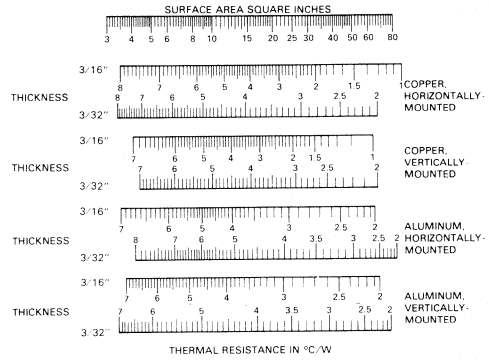 SURFACE AREA SQUARE INCHES
3 4 5 6 8 10 15 20 25 30 40 50 60 80
3/16"
8 7 6 5 4 3 2 1.5 1
THICKNESS
COPPER, HORIZONTALLY- MOUNTED
8 7 6 5 4 3 2.5 2
3/32"
3/16"
7 6 5 4 3 2 1.5 1
THICKNESS
COPPER, VERTICALLY- MOUNTED
7 6 5 4 3 2.5 2
3/32"
3/16"
7 6 5 4 3 2.5 2
THICKNESS
ALUMINUM, HORIZONTALLY- MOUNTED
8 7 6 5 4 3.5 3 2.5 2
3/32"
3/16"
7 6 5 4 3 2.5 2
THICKNESS
ALUMINUM, VERTICALLY- MOUNTED
7 6 5 4 3.5 3 2.5 2
3/32"
THERMAL RESISTANCE IN °C/W